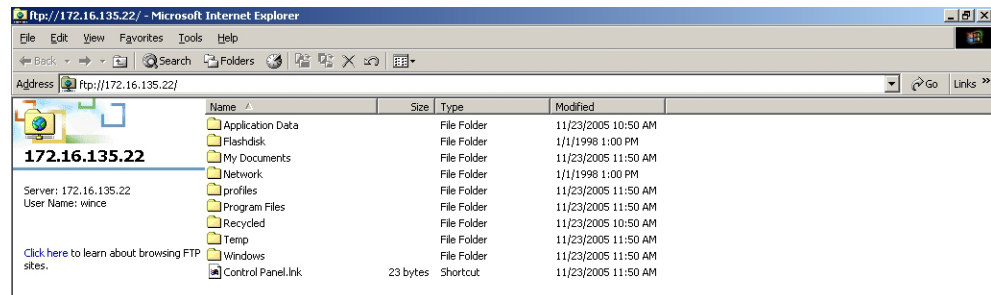 ftp://172.16.135.22/ - Microsoft Internet Explorer
File Edit View Favorites Tools Help
Back Search Folders
Address ftp://172.16.135.22/ Go Links »
Name Size Type Modified
Application Data File Folder 11/23/2005 10:50 AM
Flashdisk File Folder 1/1/1998 1:00 PM
My Documents File Folder 11/23/2005 11:50 AM
Network File Folder 1/1/1998 1:00 PM
profiles File Folder 11/23/2005 11:50 AM
Program Files File Folder 11/23/2005 11:50 AM
Recycled File Folder 11/23/2005 10:50 AM
Temp File Folder 11/23/2005 11:50 AM
Windows File Folder 11/23/2005 11:50 AM
Control Panel.lnk 23 bytes Shortcut 11/23/2005 11:50 AM
172.16.135.22
Server: 172.16.135.22
User Name: wince
Click here to learn about browsing FTP
sites.